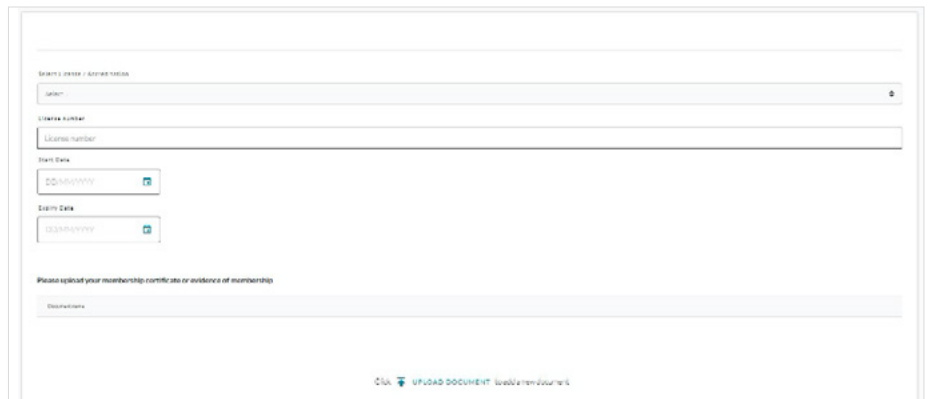 Select License / Accreditation
Select
License number
License number
Start Date
DD/MM/YYYY
Expiry Date
DD/MM/YYYY
Please upload your membership certificate or evidence of membership
Click UPLOAD DOCUMENT to add a new document